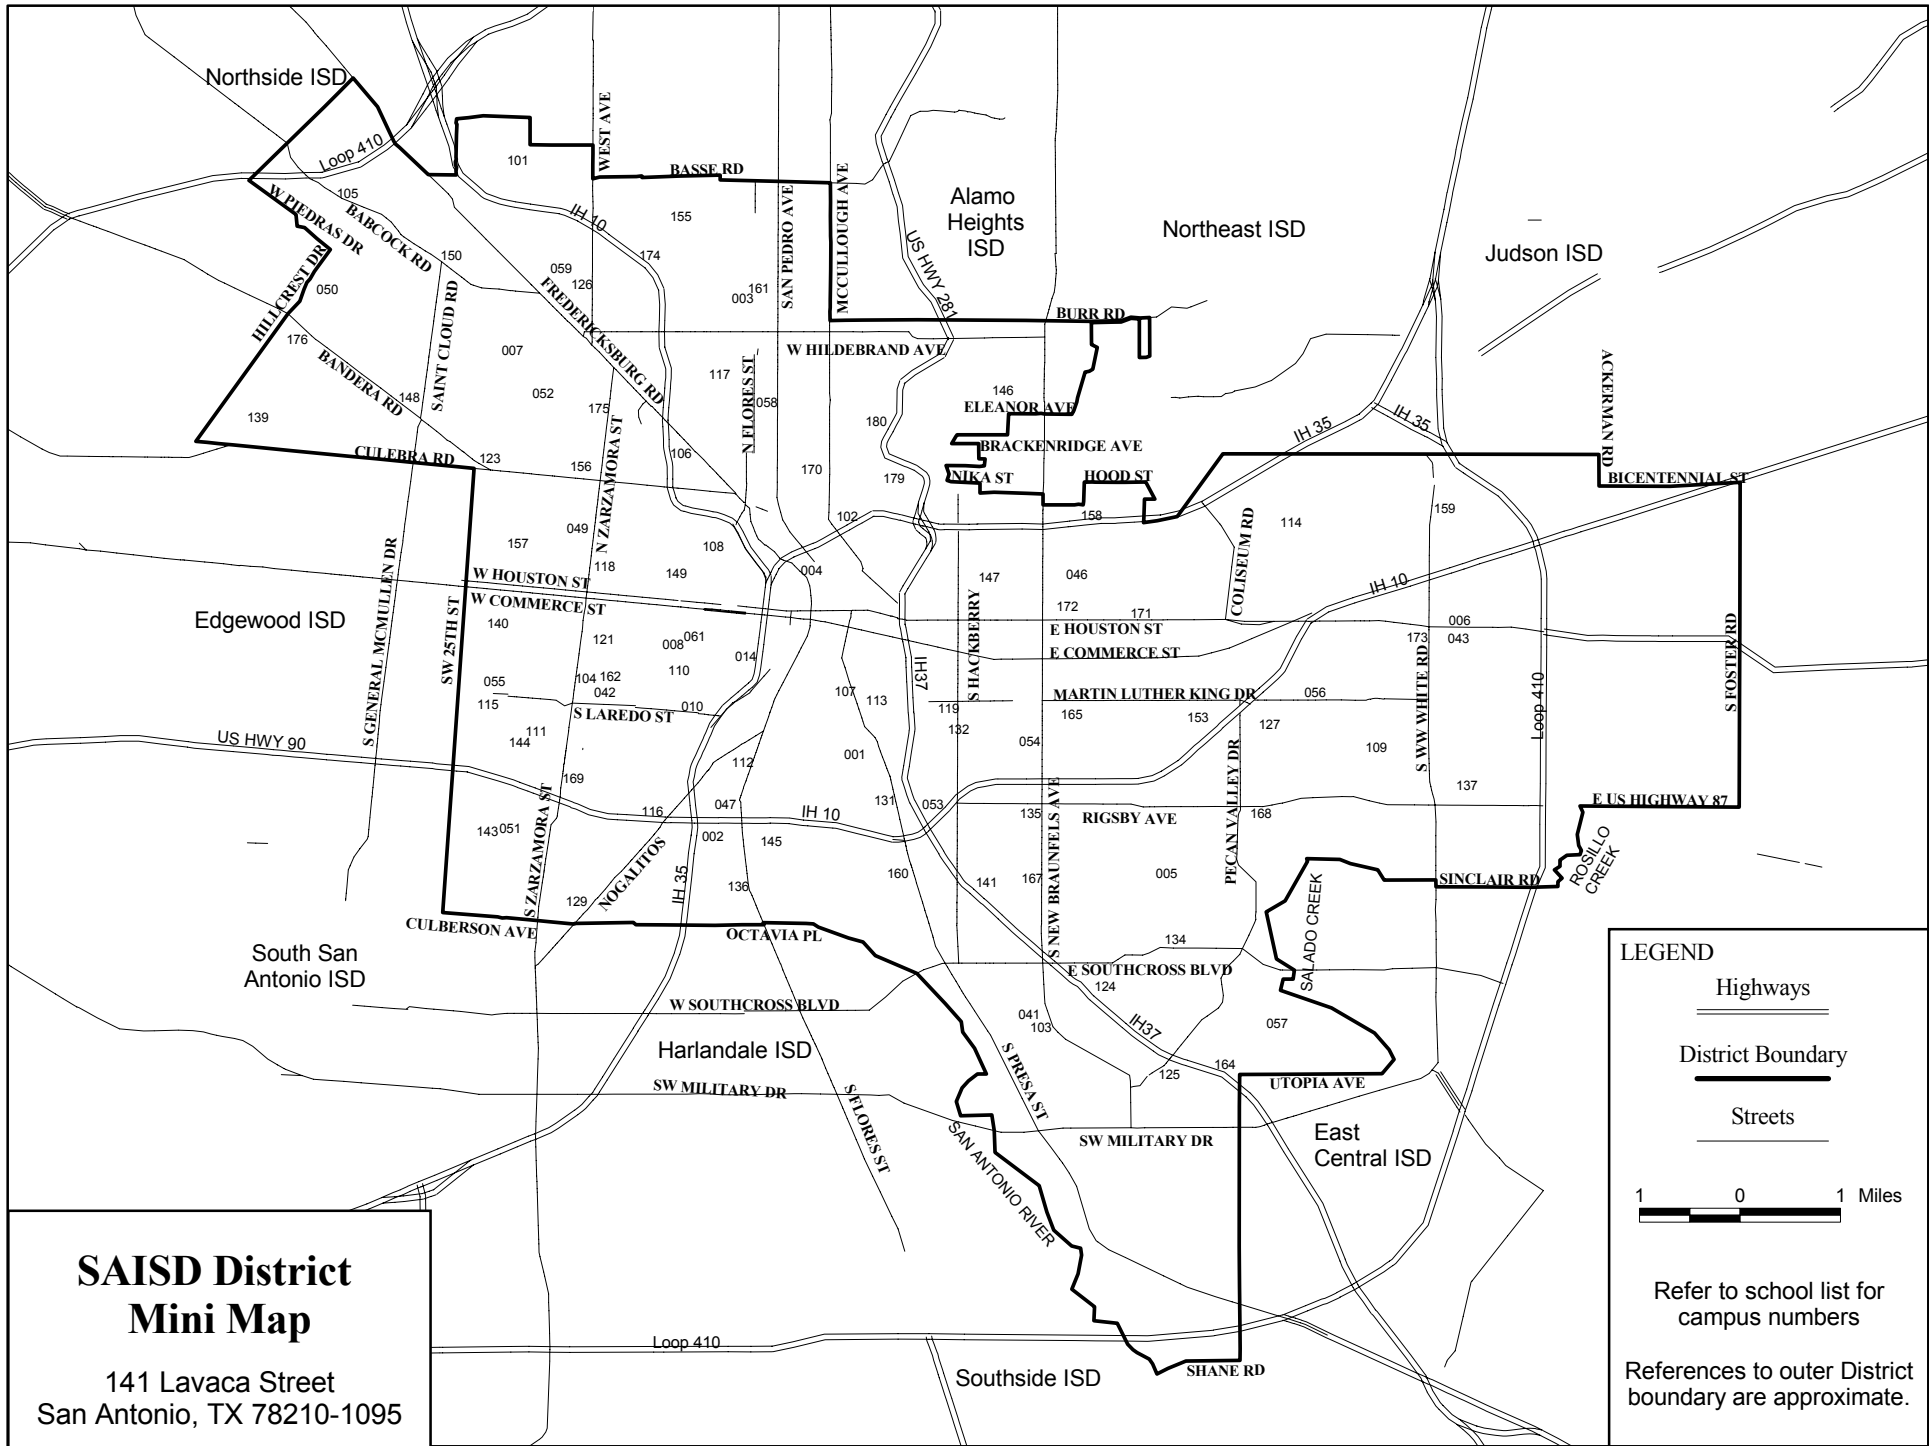 Northside ISD
Loop 410
101
WEST AVE
BASSE RD
105
W PIEDRAS DR
BABCOCK RD
IH 10
155
SAN PEDRO AVE
MCCULLOUGH AVE
Alamo
Heights
ISD
Northeast ISD
Judson ISD
US HWY 281
HILLCREST DR
050
150
059
126
174
161
003
SAINT CLOUD RD
FREDERICKSBURG RD
BURR RD
176
BANDERA RD
007
W HILDEBRAND AVE
052
148
175
117
N FLORES ST
058
146
ELEANOR AVE
ACKERMAN RD
139
180
IH 35
IH 35
CULEBRA RD
123
156
N ZARZAMORA ST
106
170
179
BRACKENRIDGE AVE
NIKA ST
HOOD ST
BICENTENNIAL ST
102
158
COLISEUM RD
114
159
049
157
108
S GENERAL MCMULLEN DR
118
149
004
147
046
IH 10
W HOUSTON ST
W COMMERCE ST
172
171
Edgewood ISD
SW 25TH ST
140
121
008
061
014
S HACKBERRY
E HOUSTON ST
E COMMERCE ST
006
173
043
S FOSTER RD
IH37
055
104
162
042
110
115
S LAREDO ST
010
107
113
119
MARTIN LUTHER KING DR
056
S WW WHITE RD
Loop 410
111
144
132
165
153
127
US HWY 90
001
054
109
169
112
PECAN VALLEY DR
137
047
131
053
S NEW BRAUNFELS AVE
E US HIGHWAY 87
116
IH 10
135
RIGSBY AVE
168
143
051
S ZARZAMORA ST
002
145
NOGALITOS
IH 35
136
160
141
167
005
ROSILLO
CREEK
SINCLAIR RD
129
SALADO CREEK
CULBERSON AVE
OCTAVIA PL
134
South San
Antonio ISD
E SOUTHCROSS BLVD
124
W SOUTHCROSS BLVD
041
103
IH37
057
Harlandale ISD
S PRESA ST
164
125
UTOPIA AVE
SW MILITARY DR
S FLORES ST
SAN ANTONIO RIVER
SW MILITARY DR
East
Central ISD
Loop 410
Southside ISD
SHANE RD
SAISD District
Mini Map
141 Lavaca Street
San Antonio, TX 78210-1095
LEGEND
Highways
District Boundary
Streets
1 0 1 Miles
Refer to school list for
campus numbers
References to outer District
boundary are approximate.